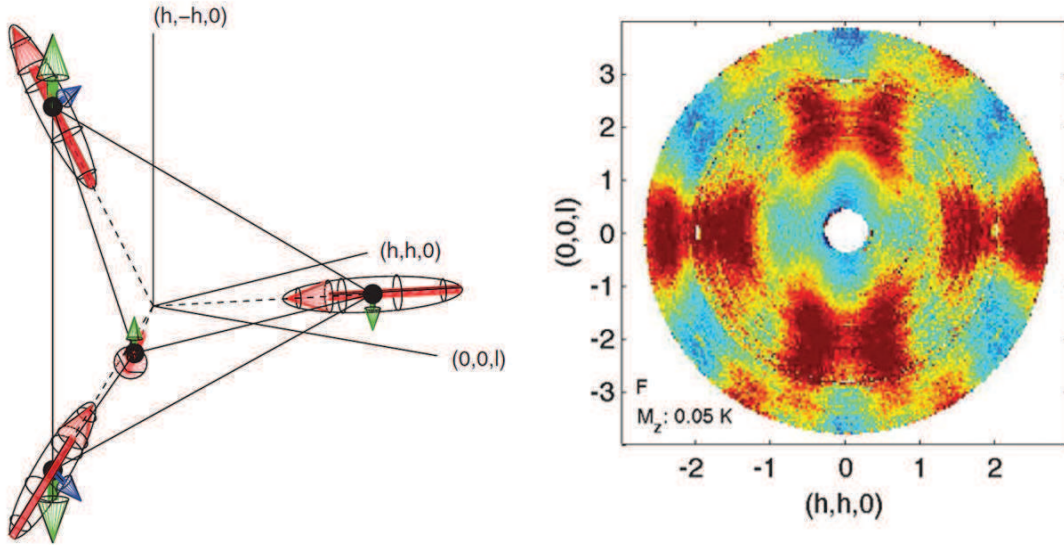 (h,-h,0)
(h,h,0)
(0,0,l)
(0,0,l)
3
2
1
0
-1
-2
-3
F
M_z: 0.05 K
-2
-1
0
1
2
(h,h,0)